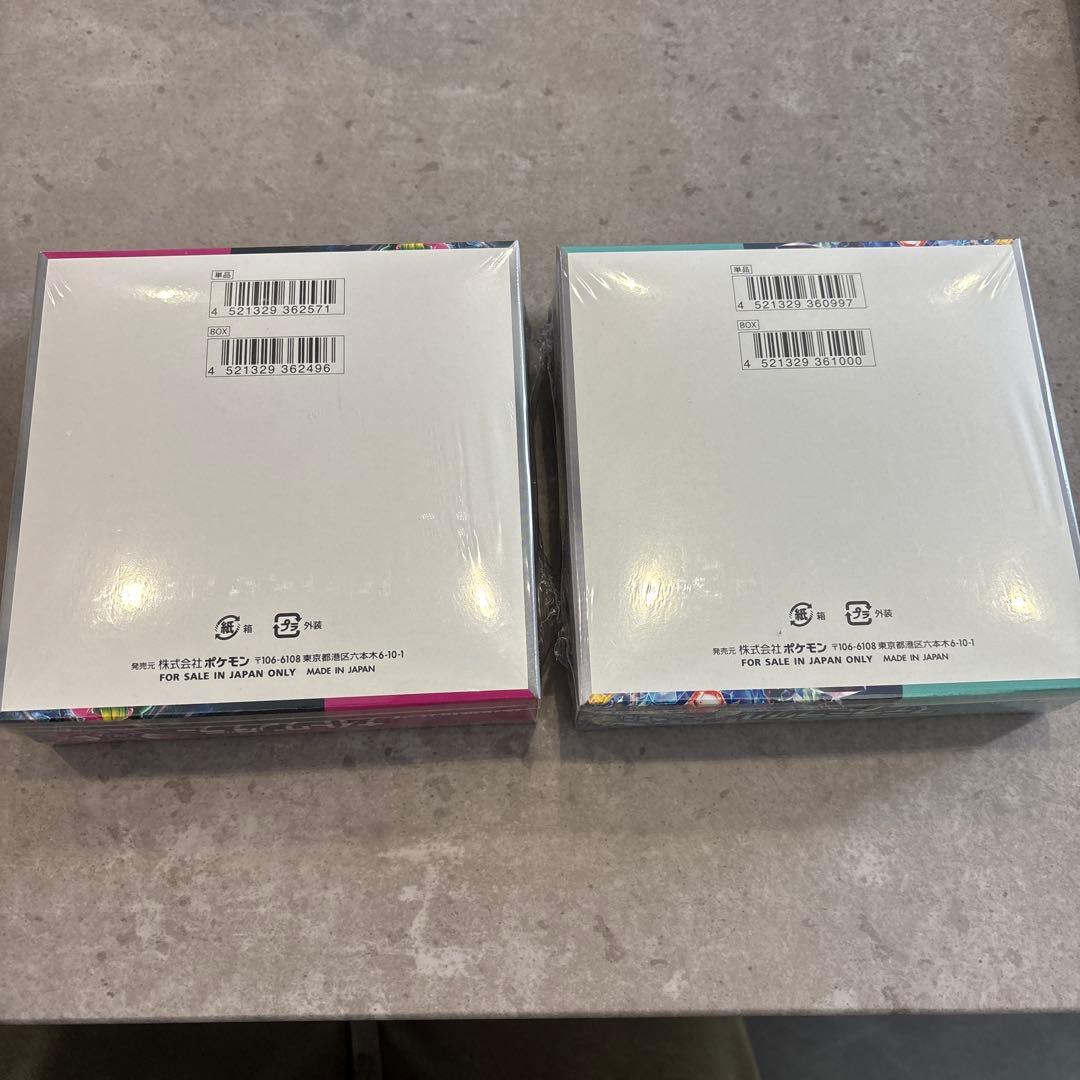 単品
4 521329 362571
BOX
4 521329 362496
紙 箱 プラ 外装
発売元 株式会社ポケモン 〒106-6108 東京都港区六本木6-10-1
FOR SALE IN JAPAN ONLY MADE IN JAPAN
単品
4 521329 360997
BOX
4 521329 361000
紙 箱 プラ 外装
発売元 株式会社ポケモン 〒106-6108 東京都港区六本木6-10-1
FOR SALE IN JAPAN ONLY MADE IN JAPAN